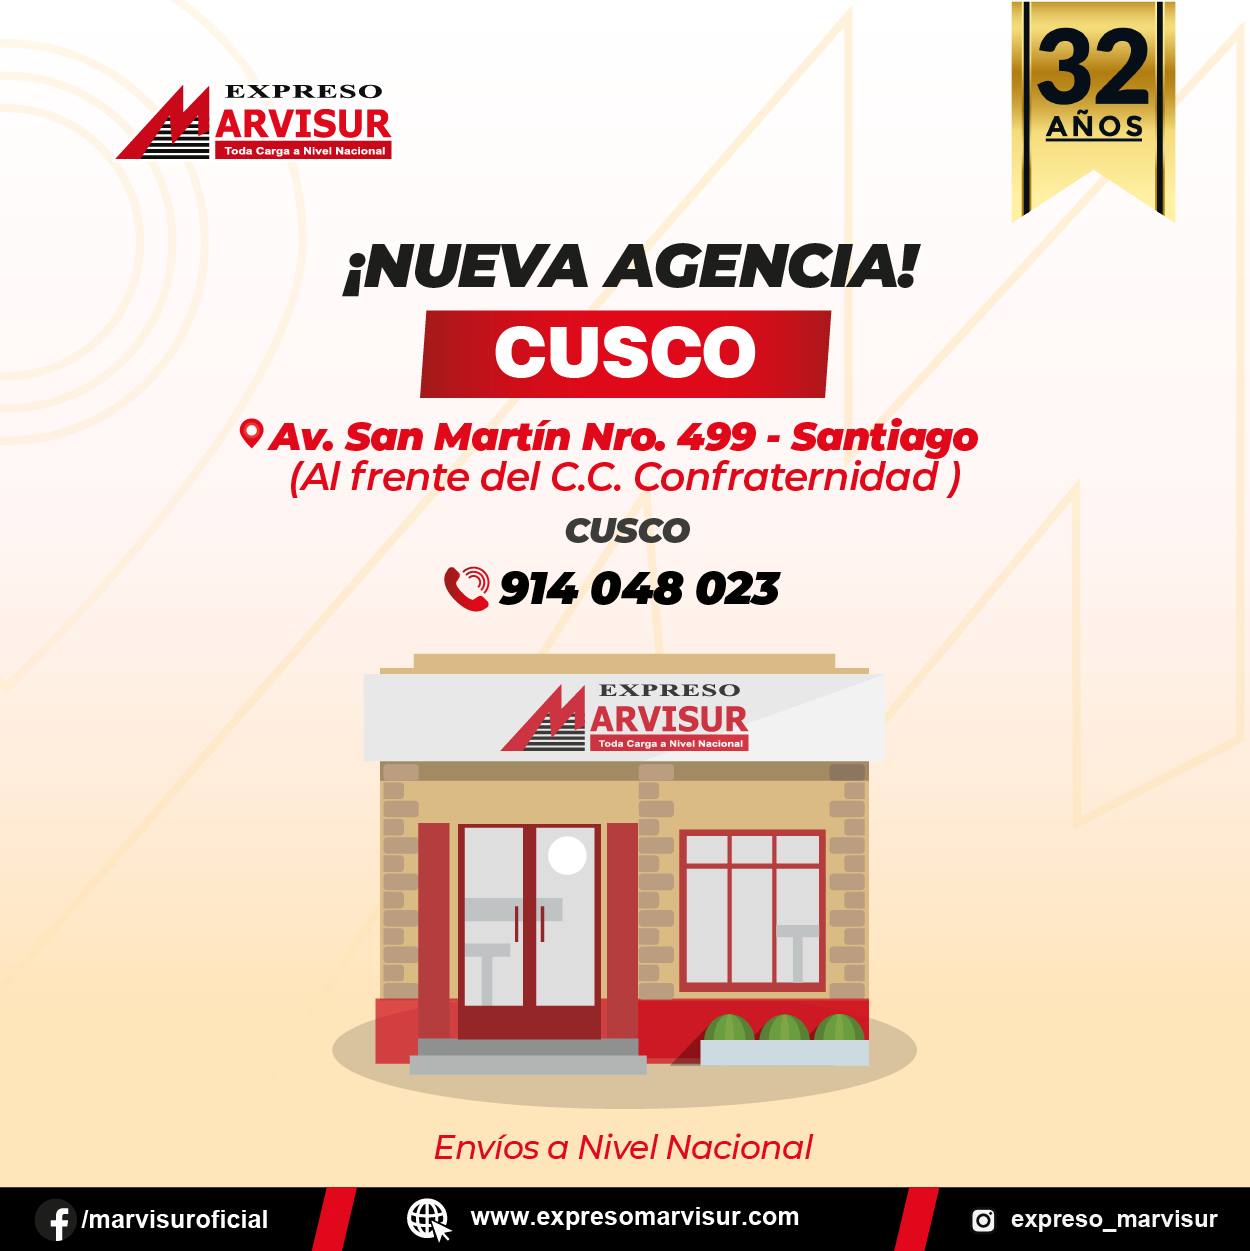 EXPRESO
MARVISUR
Toda Carga a Nivel Nacional
32
AÑOS
¡NUEVA AGENCIA!
CUSCO
Av. San Martín Nro. 499 - Santiago
(Al frente del C.C. Confraternidad )
CUSCO
914 048 023
EXPRESO
MARVISUR
Toda Carga a Nivel Nacional
Envíos a Nivel Nacional
/marvisuroficial
www.expresomarvisur.com
expreso_marvisur